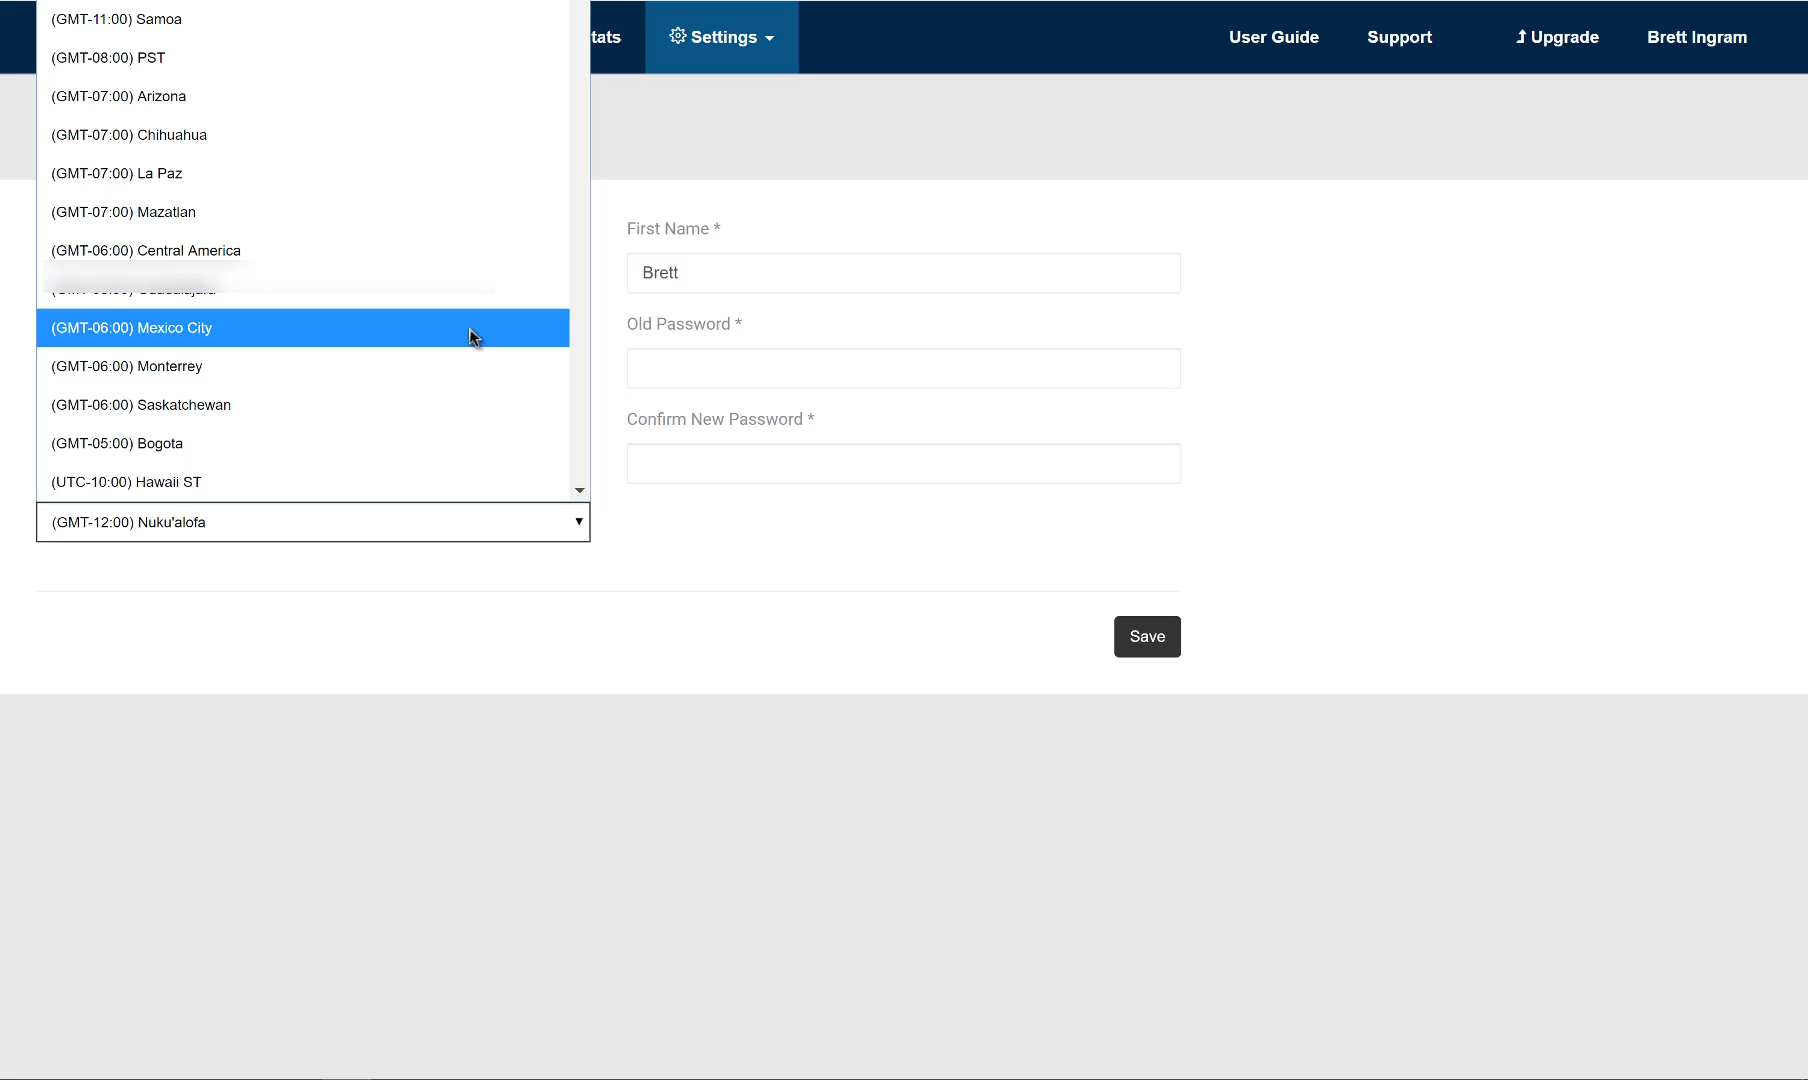 (GMT-11:00) Samoa
(GMT-08:00) PST
(GMT-07:00) Arizona
(GMT-07:00) Chihuahua
(GMT-07:00) La Paz
(GMT-07:00) Mazatlan
(GMT-06:00) Central America
(GMT-06:00) Mexico City
(GMT-06:00) Monterrey
(GMT-06:00) Saskatchewan
(GMT-05:00) Bogota
(UTC-10:00) Hawaii ST
(GMT-12:00) Nuku'alofa
tats
Settings
User Guide
Support
Upgrade
Brett Ingram
First Name *
Brett
Old Password *
Confirm New Password *
Save